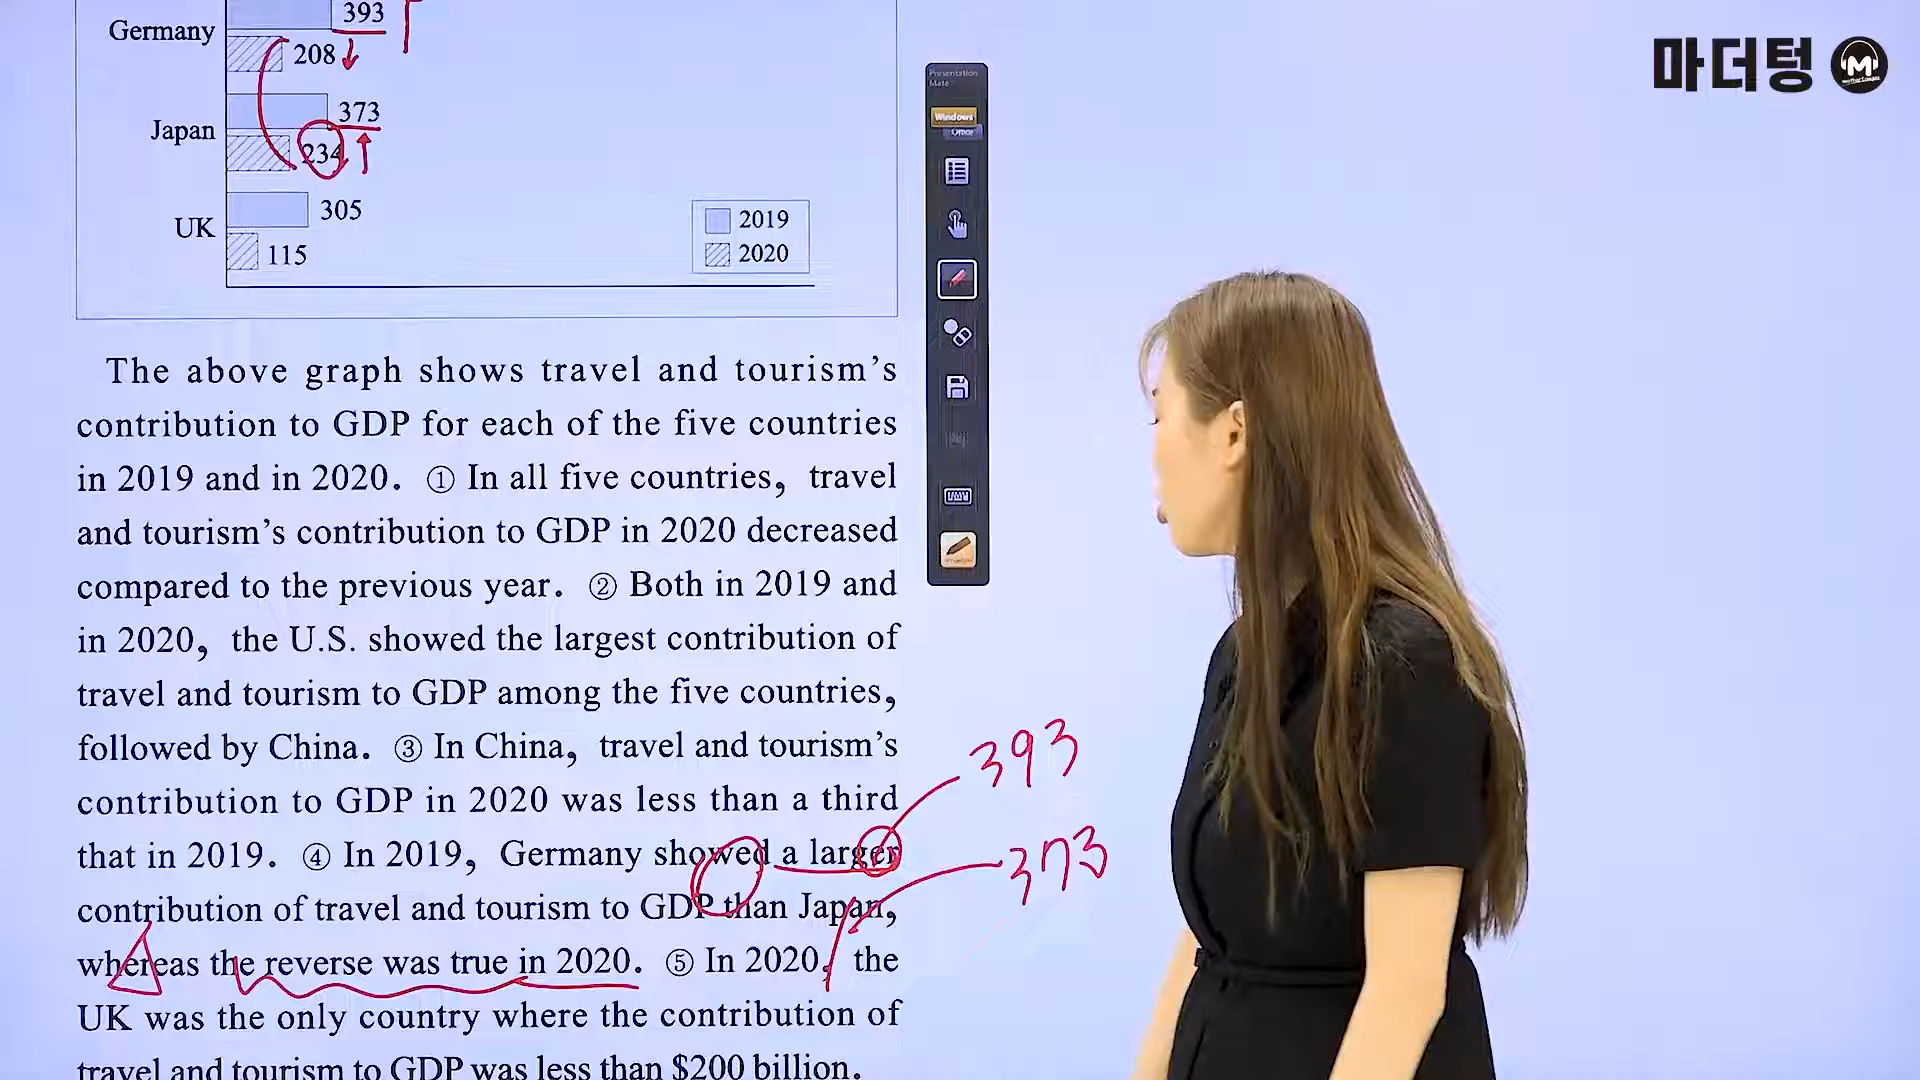 393
Germany
208
마더텅
M
Presentation
Mate
373
Windows
Office
Japan
234
305
UK
2019
115
2020
The above graph shows travel and tourism's
contribution to GDP for each of the five countries
in 2019 and in 2020. ① In all five countries, travel
and tourism's contribution to GDP in 2020 decreased
compared to the previous year. ② Both in 2019 and
in 2020, the U.S. showed the largest contribution of
travel and tourism to GDP among the five countries,
followed by China. ③ In China, travel and tourism's
393
contribution to GDP in 2020 was less than a third
that in 2019. ④ In 2019, Germany showed a larger
373
contribution of travel and tourism to GDP than Japan,
whereas the reverse was true in 2020. ⑤ In 2020, the
UK was the only country where the contribution of
travel and tourism to GDP was less than $200 billion.